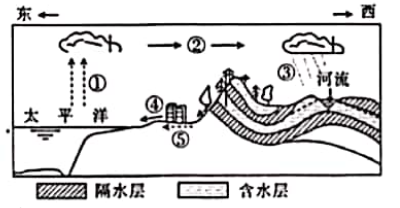 东← →西
→ ② →
① ③
河流
太平洋 ④
⑤
隔水层 含水层